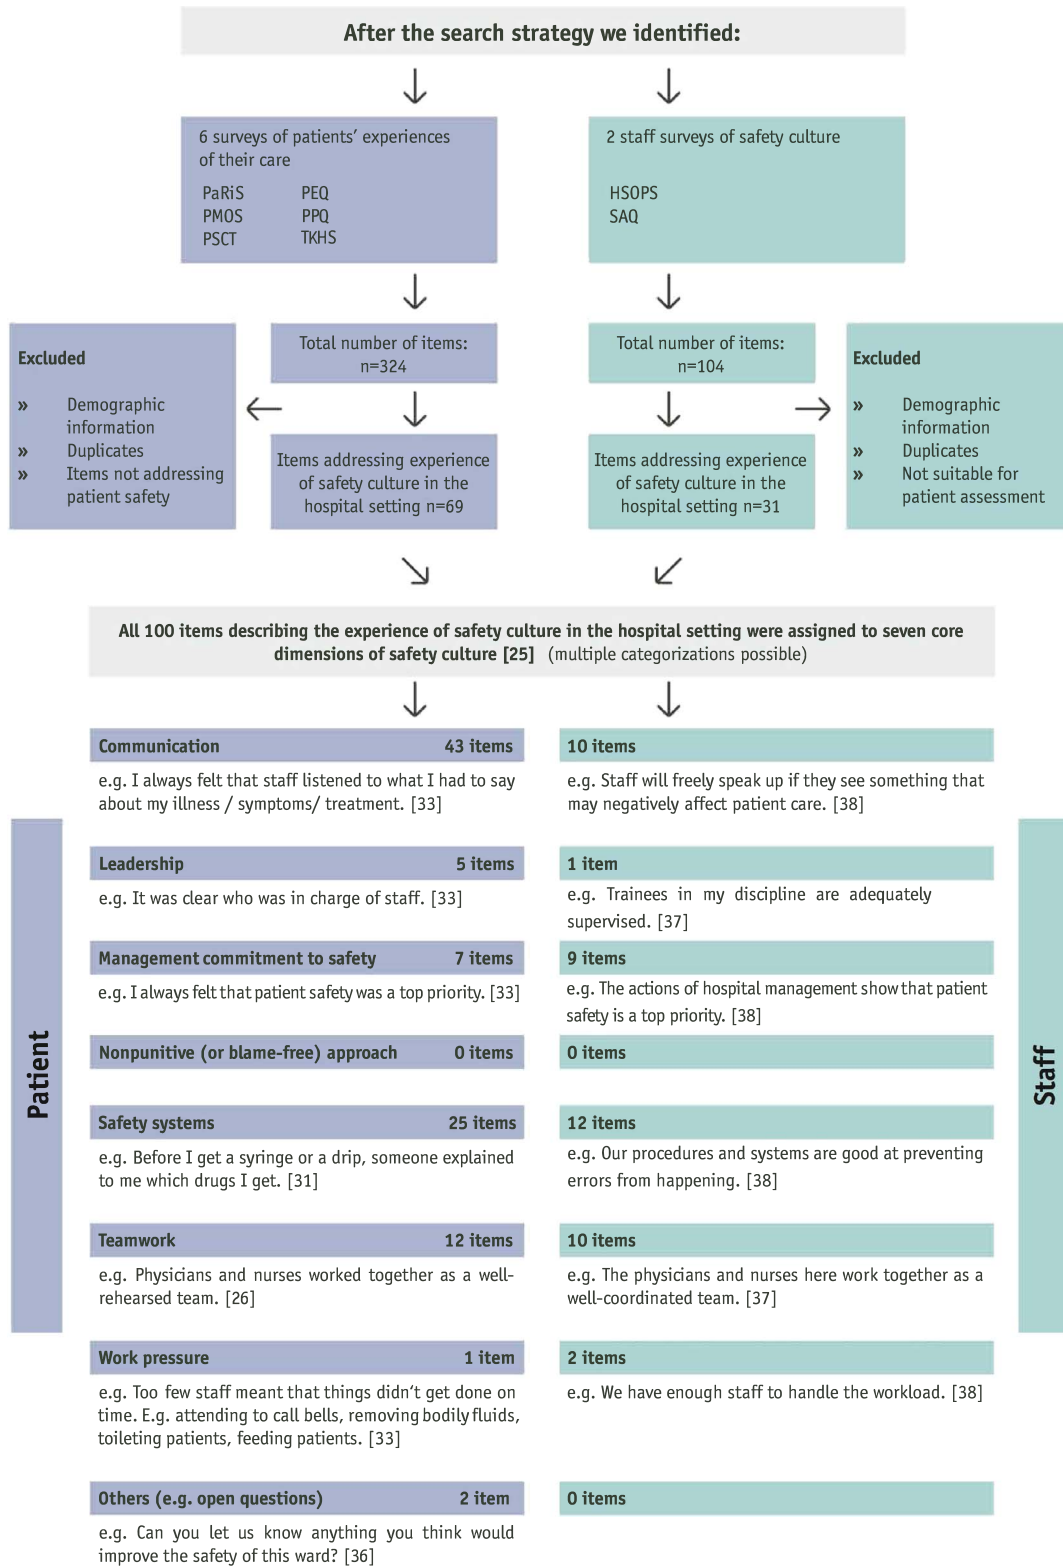 After the search strategy we identified:
6 surveys of patients’ experiences
of their care
PaRiS PEQ
PMOS PPQ
PSCT TKHS
2 staff surveys of safety culture
HSOPS
SAQ
Excluded
» Demographic
information
» Duplicates
» Items not addressing
patient safety
Total number of items:
n=324
Items addressing experience
of safety culture in the
hospital setting n=69
Total number of items:
n=104
Items addressing experience
of safety culture in the
hospital setting n=31
Excluded
» Demographic
information
» Duplicates
» Not suitable for
patient assessment
All 100 items describing the experience of safety culture in the hospital setting were assigned to seven core
dimensions of safety culture [25] (multiple categorizations possible)
Patient
Staff
Communication 43 items
e.g. I always felt that staff listened to what I had to say
about my illness / symptoms/ treatment. [33]
10 items
e.g. Staff will freely speak up if they see something that
may negatively affect patient care. [38]
Leadership 5 items
e.g. It was clear who was in charge of staff. [33]
1 item
e.g. Trainees in my discipline are adequately
supervised. [37]
Management commitment to safety 7 items
e.g. I always felt that patient safety was a top priority. [33]
9 items
e.g. The actions of hospital management show that patient
safety is a top priority. [38]
Nonpunitive (or blame-free) approach 0 items
0 items
Safety systems 25 items
e.g. Before I get a syringe or a drip, someone explained
to me which drugs I get. [31]
12 items
e.g. Our procedures and systems are good at preventing
errors from happening. [38]
Teamwork 12 items
e.g. Physicians and nurses worked together as a well-
rehearsed team. [26]
10 items
e.g. The physicians and nurses here work together as a
well-coordinated team. [37]
Work pressure 1 item
e.g. Too few staff meant that things didn‘t get done on
time. E.g. attending to call bells, removing bodily fluids,
toileting patients, feeding patients. [33]
2 items
e.g. We have enough staff to handle the workload. [38]
Others (e.g. open questions) 2 item
e.g. Can you let us know anything you think would
improve the safety of this ward? [36]
0 items